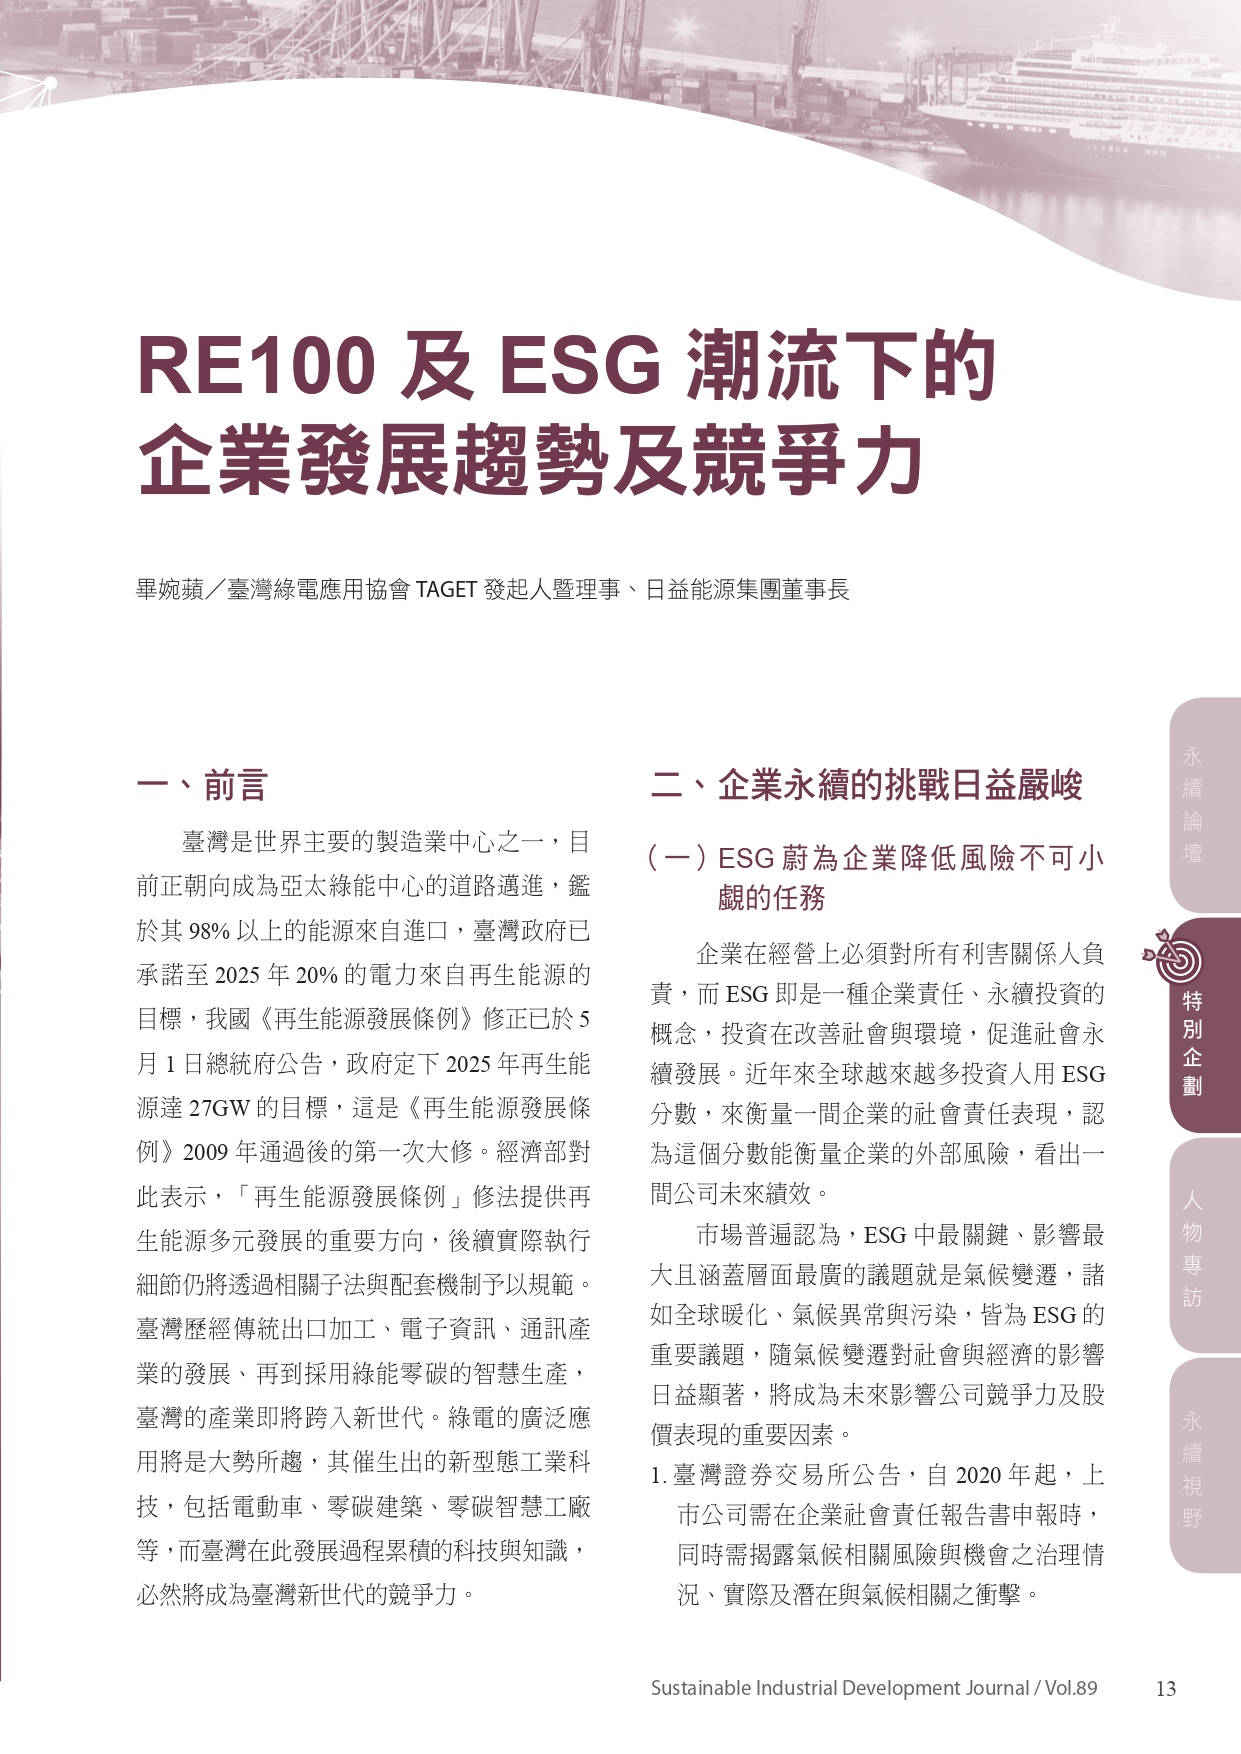 RE100 及 ESG 潮流下的
企業發展趨勢及競爭力
畢婉蘋／臺灣綠電應用協會 TAGET 發起人暨理事、日益能源集團董事長
一、前言
臺灣是世界主要的製造業中心之一，目
前正朝向成為亞太綠能中心的道路邁進，鑑
於其 98% 以上的能源來自進口，臺灣政府已
承諾至 2025 年 20% 的電力來自再生能源的
目標，我國《再生能源發展條例》修正已於 5
月 1 日總統府公告，政府定下 2025 年再生能
源達 27GW 的目標，這是《再生能源發展條
例》2009 年通過後的第一次大修。經濟部對
此表示，「再生能源發展條例」修法提供再
生能源多元發展的重要方向，後續實際執行
細節仍將透過相關子法與配套機制予以規範。
臺灣歷經傳統出口加工、電子資訊、通訊產
業的發展、再到採用綠能零碳的智慧生產，
臺灣的產業即將跨入新世代。綠電的廣泛應
用將是大勢所趨，其催生出的新型態工業科
技，包括電動車、零碳建築、零碳智慧工廠
等，而臺灣在此發展過程累積的科技與知識，
必然將成為臺灣新世代的競爭力。
二、企業永續的挑戰日益嚴峻
（一）ESG 蔚為企業降低風險不可小
覷的任務
企業在經營上必須對所有利害關係人負
責，而 ESG 即是一種企業責任、永續投資的
概念，投資在改善社會與環境，促進社會永
續發展。近年來全球越來越多投資人用 ESG
分數，來衡量一間企業的社會責任表現，認
為這個分數能衡量企業的外部風險，看出一
間公司未來績效。
市場普遍認為，ESG 中最關鍵、影響最
大且涵蓋層面最廣的議題就是氣候變遷，諸
如全球暖化、氣候異常與污染，皆為 ESG 的
重要議題，隨氣候變遷對社會與經濟的影響
日益顯著，將成為未來影響公司競爭力及股
價表現的重要因素。
1. 臺灣證券交易所公告，自 2020 年起，上
市公司需在企業社會責任報告書申報時，
同時需揭露氣候相關風險與機會之治理情
況、實際及潛在與氣候相關之衝擊。
永續論壇
特別企劃
人物專訪
永續視野
Sustainable Industrial Development Journal / Vol.89 13